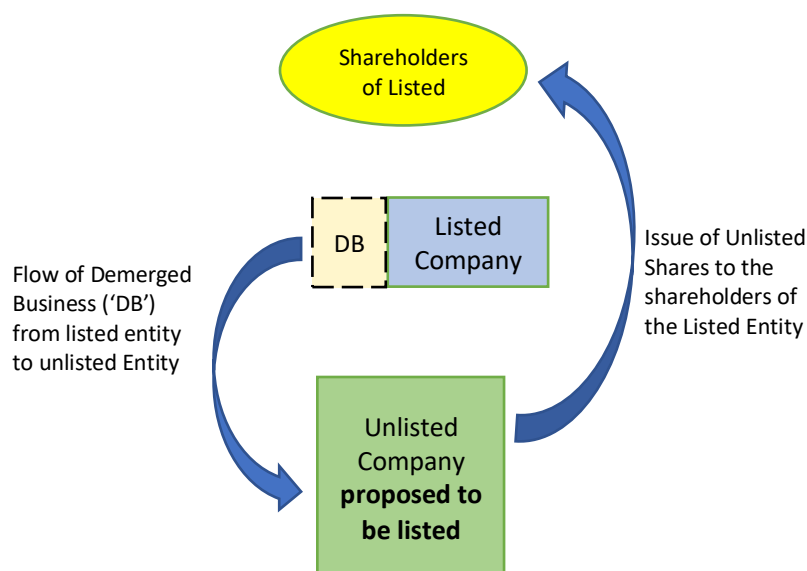 Shareholders
of Listed
DB
Listed
Company
Flow of Demerged
Business (‘DB’)
from listed entity
to unlisted Entity
Issue of Unlisted
Shares to the
shareholders of
the Listed Entity
Unlisted
Company
proposed to
be listed